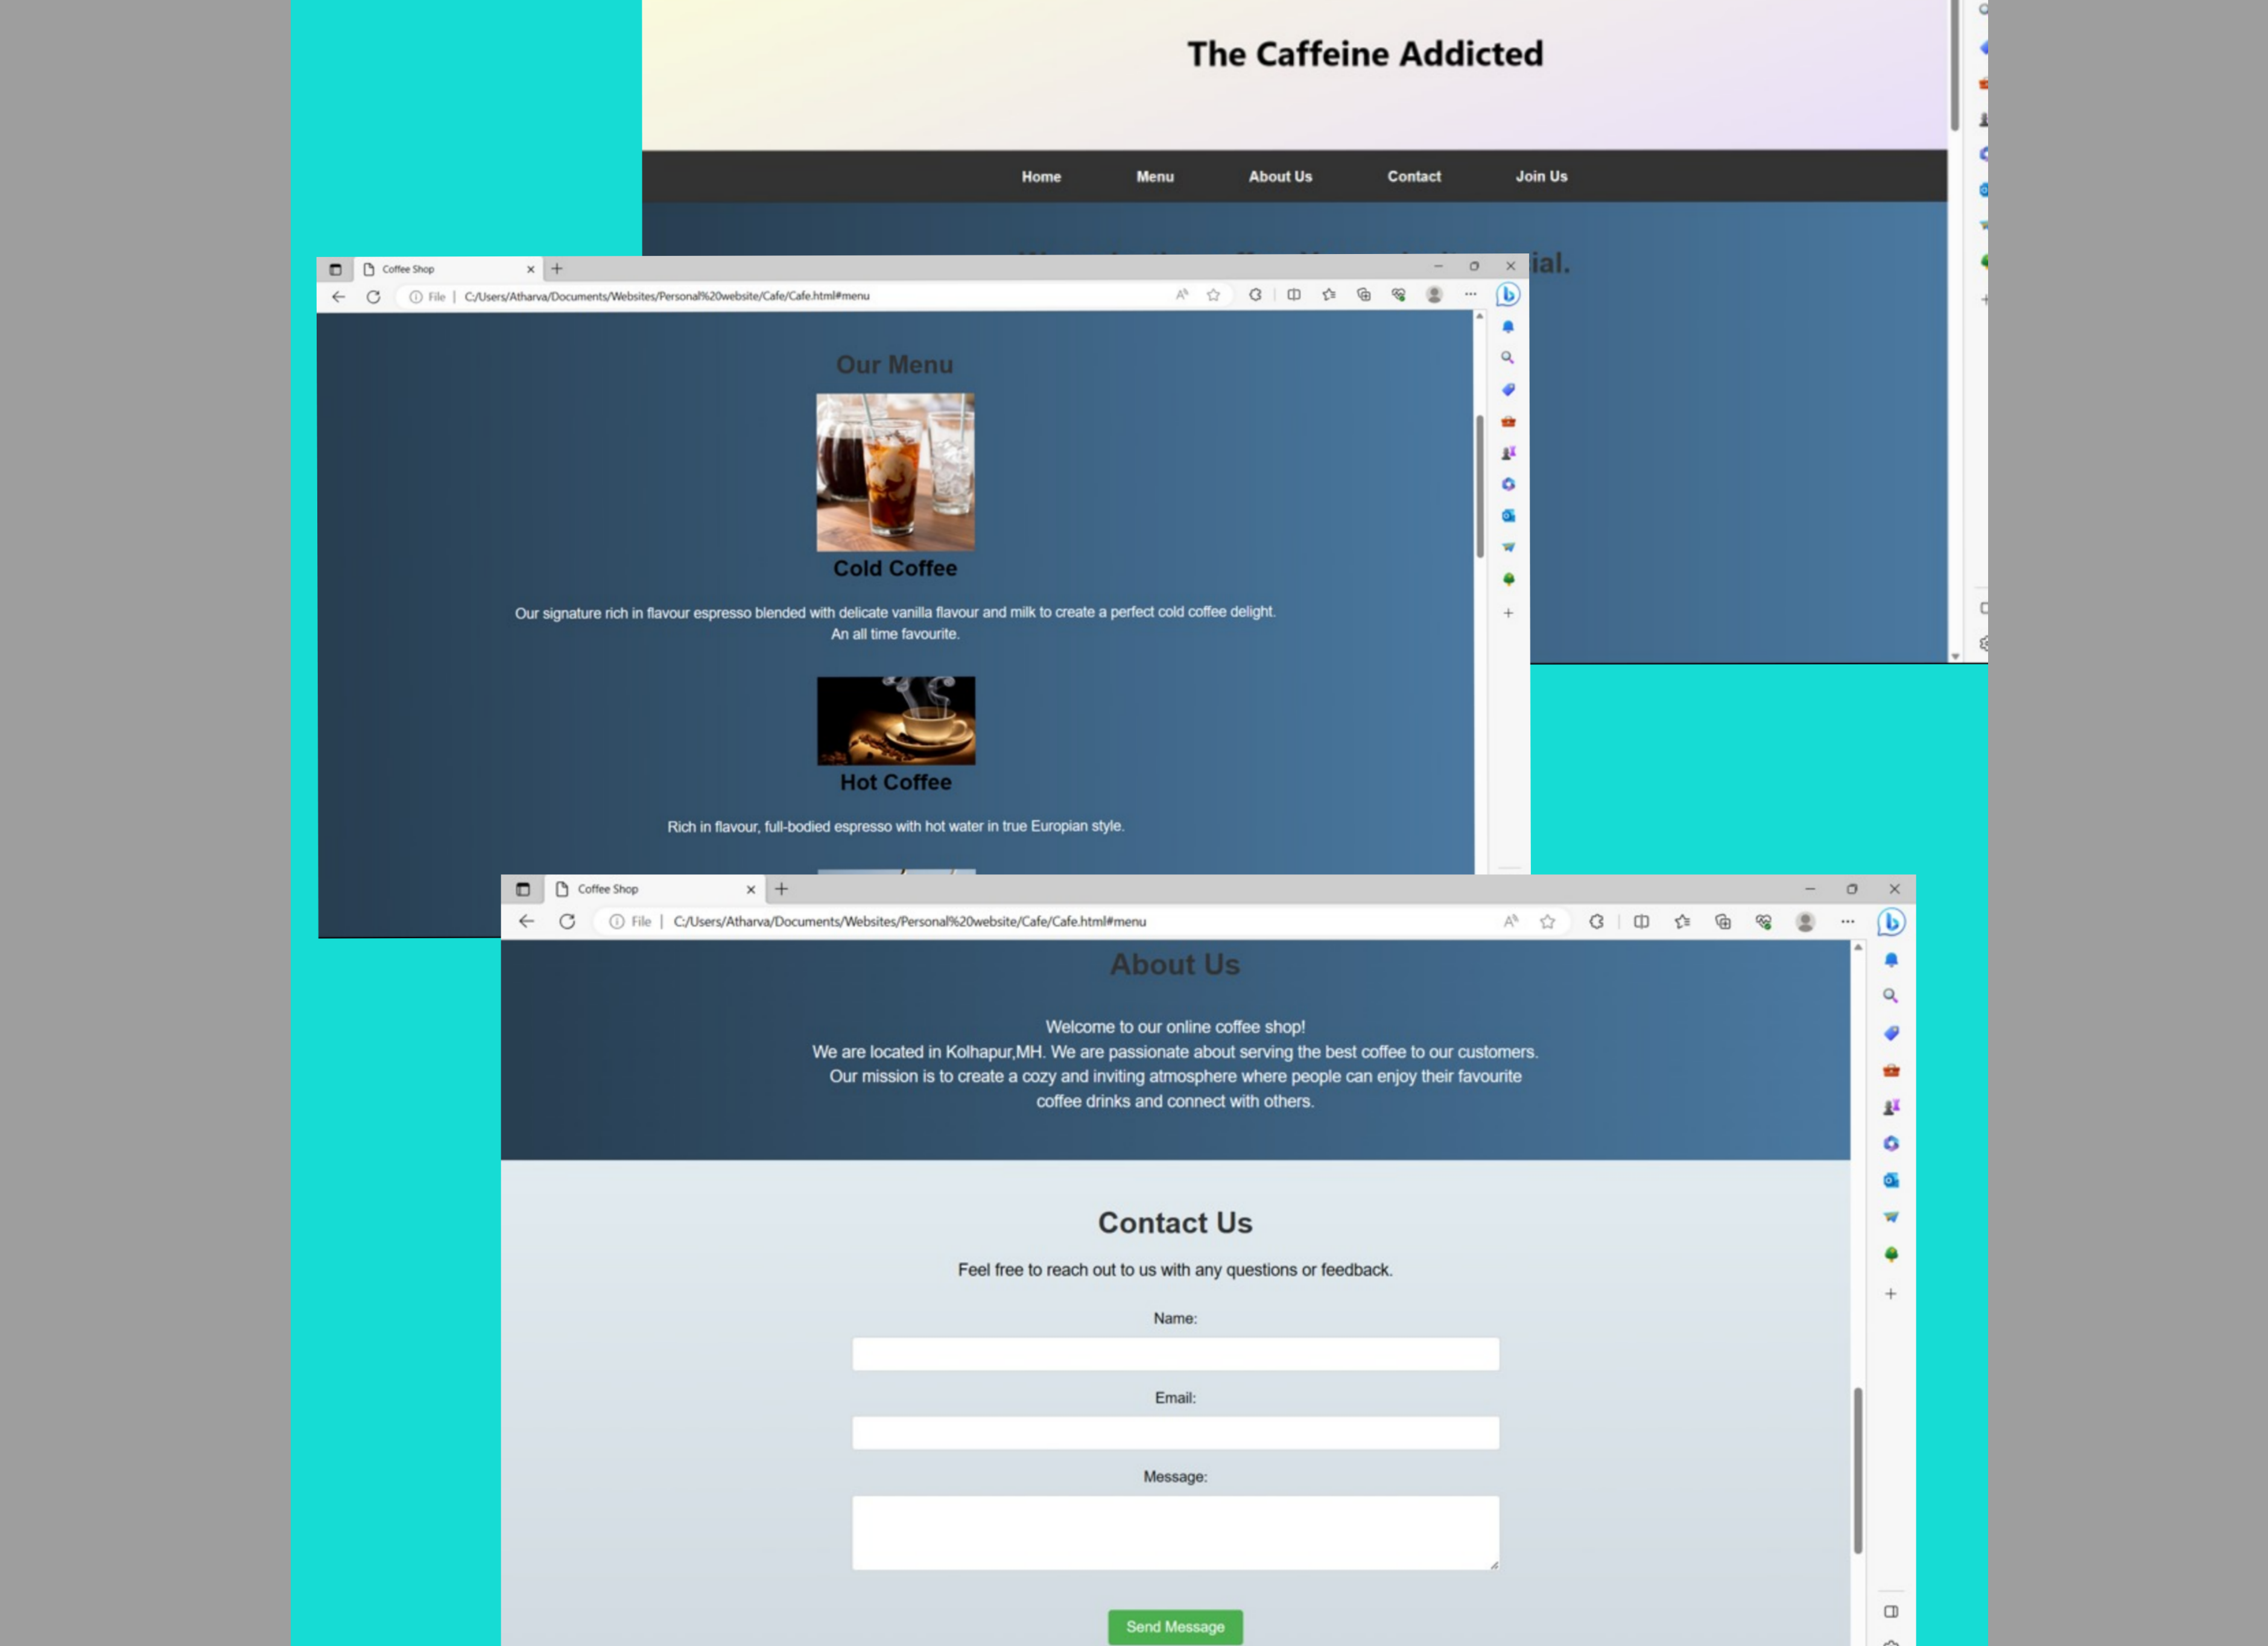 The Caffeine Addicted
Home Menu About Us Contact Join Us
ial.
Coffee Shop
File | C:/Users/Atharva/Documents/Websites/Personal%20website/Cafe/Cafe.html#menu
Our Menu
Cold Coffee
Our signature rich in flavour espresso blended with delicate vanilla flavour and milk to create a perfect cold coffee delight.
An all time favourite.
Hot Coffee
Rich in flavour, full-bodied espresso with hot water in true Europian style.
Coffee Shop
File | C:/Users/Atharva/Documents/Websites/Personal%20website/Cafe/Cafe.html#menu
About Us
Welcome to our online coffee shop!
We are located in Kolhapur,MH. We are passionate about serving the best coffee to our customers.
Our mission is to create a cozy and inviting atmosphere where people can enjoy their favourite
coffee drinks and connect with others.
Contact Us
Feel free to reach out to us with any questions or feedback.
Name:
Email:
Message:
Send Message